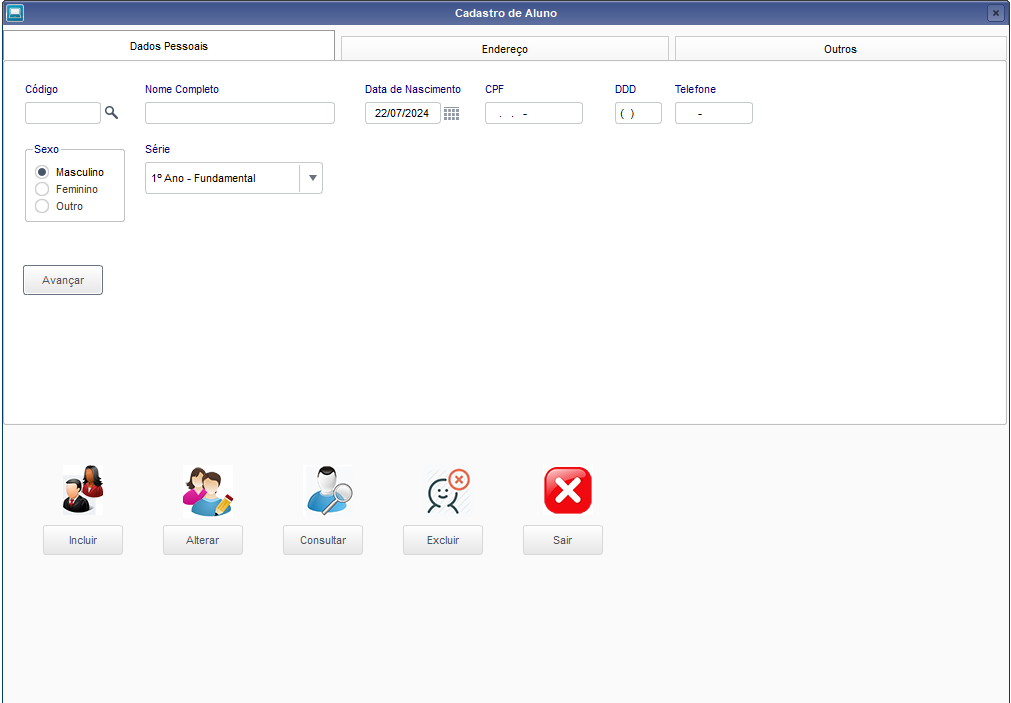 Cadastro de Aluno
Dados Pessoais
Endereço
Outros
Código
Nome Completo
Data de Nascimento
CPF
DDD
Telefone
22/07/2024
. . -
( )
-
Sexo
Série
Masculino
Feminino
Outro
1º Ano - Fundamental
Avançar
Incluir
Alterar
Consultar
Excluir
Sair